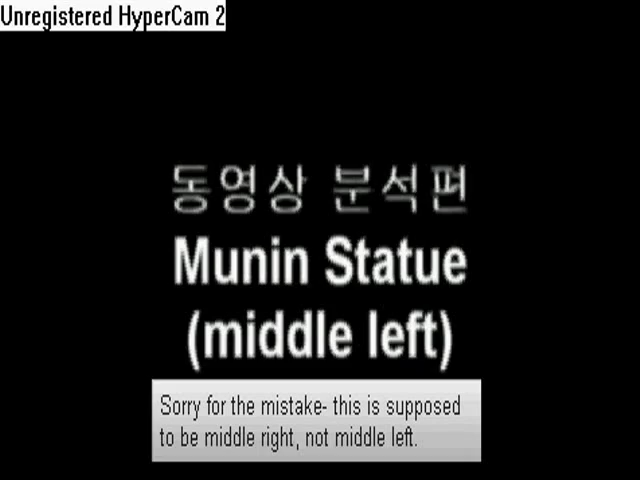 Unregistered HyperCam 2
동영상 분석편
Munin Statue
(middle left)
Sorry for the mistake- this is supposed
to be middle right, not middle left.